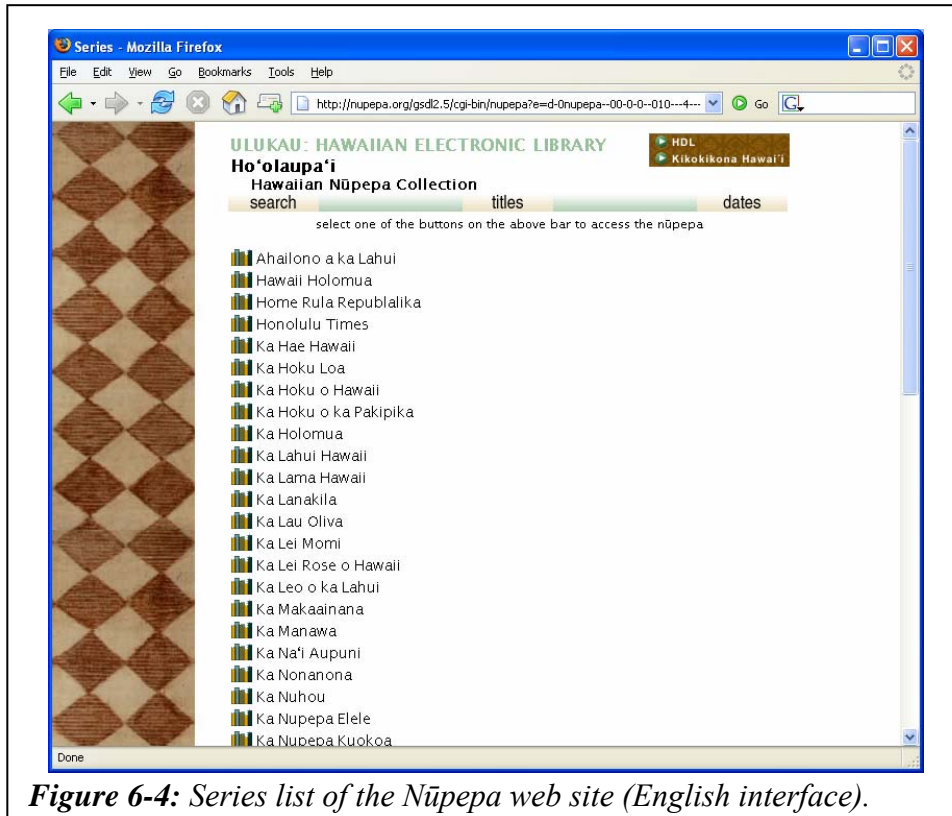 Series - Mozilla Firefox
File Edit View Go Bookmarks Tools Help
http://nupepa.org/gsdl2.5/cgi-bin/nupepa?e=d-0nupepa--00-0-0--010---4--- Go G
ULUKAU: HAWAIIAN ELECTRONIC LIBRARY
HDL
Kikokikona Hawaiʻi
Hoʻolaupaʻi
Hawaiian Nūpepa Collection
search titles dates
select one of the buttons on the above bar to access the nūpepa
Ahailono a ka Lahui
Hawaii Holomua
Home Rula Republalika
Honolulu Times
Ka Hae Hawaii
Ka Hoku Loa
Ka Hoku o Hawaii
Ka Hoku o ka Pakipika
Ka Holomua
Ka Lahui Hawaii
Ka Lama Hawaii
Ka Lanakila
Ka Lau Oliva
Ka Lei Momi
Ka Lei Rose o Hawaii
Ka Leo o ka Lahui
Ka Makaainana
Ka Manawa
Ka Naʻi Aupuni
Ka Nonanona
Ka Nuhou
Ka Nupepa Elele
Ka Nupepa Kuokoa
Done
Figure 6-4: Series list of the Nūpepa web site (English interface).